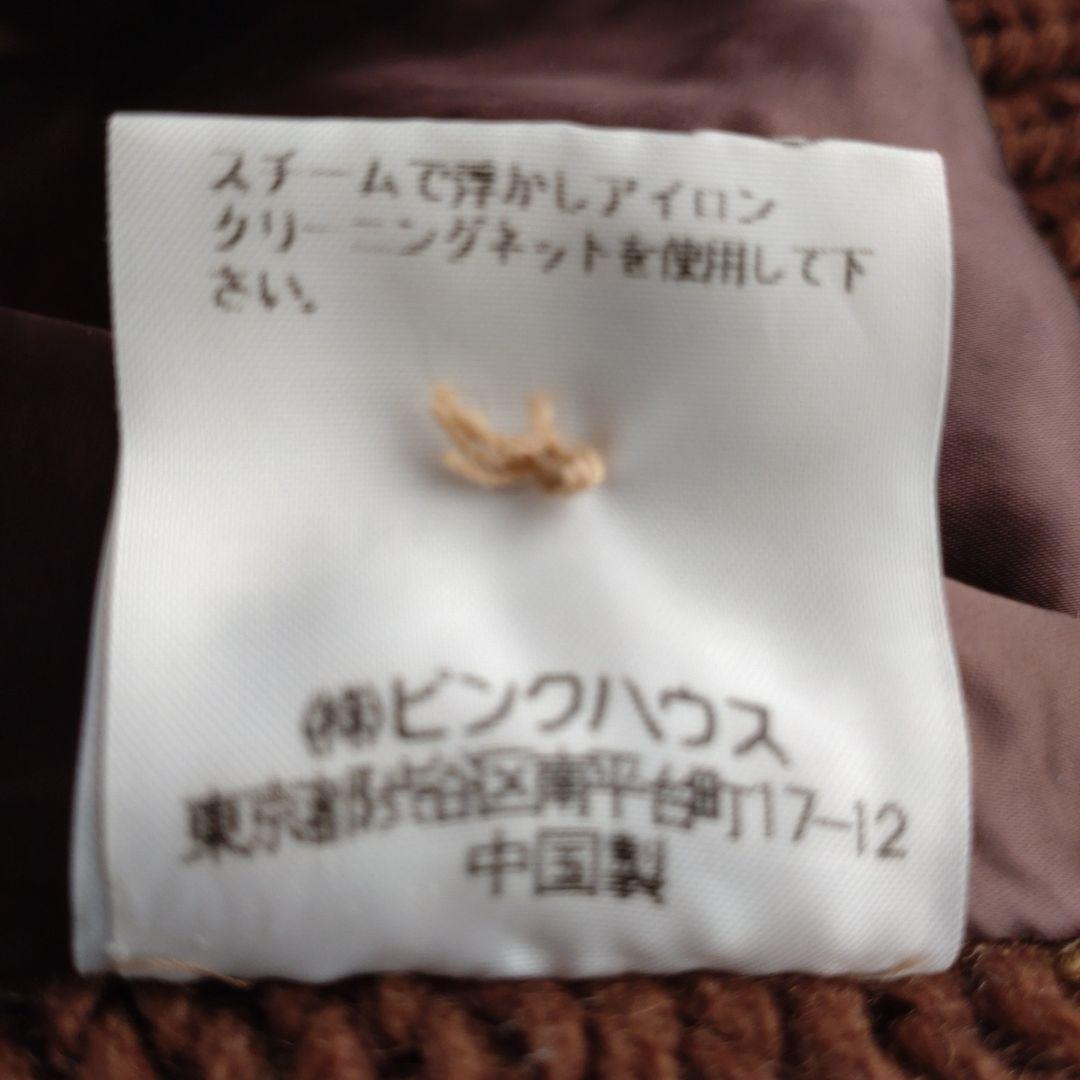 スチームで浮かしアイロン
クリーニングネットを使用して下
さい。
(株)ピンクハウス
東京都渋谷区南平台町17-12
中国製